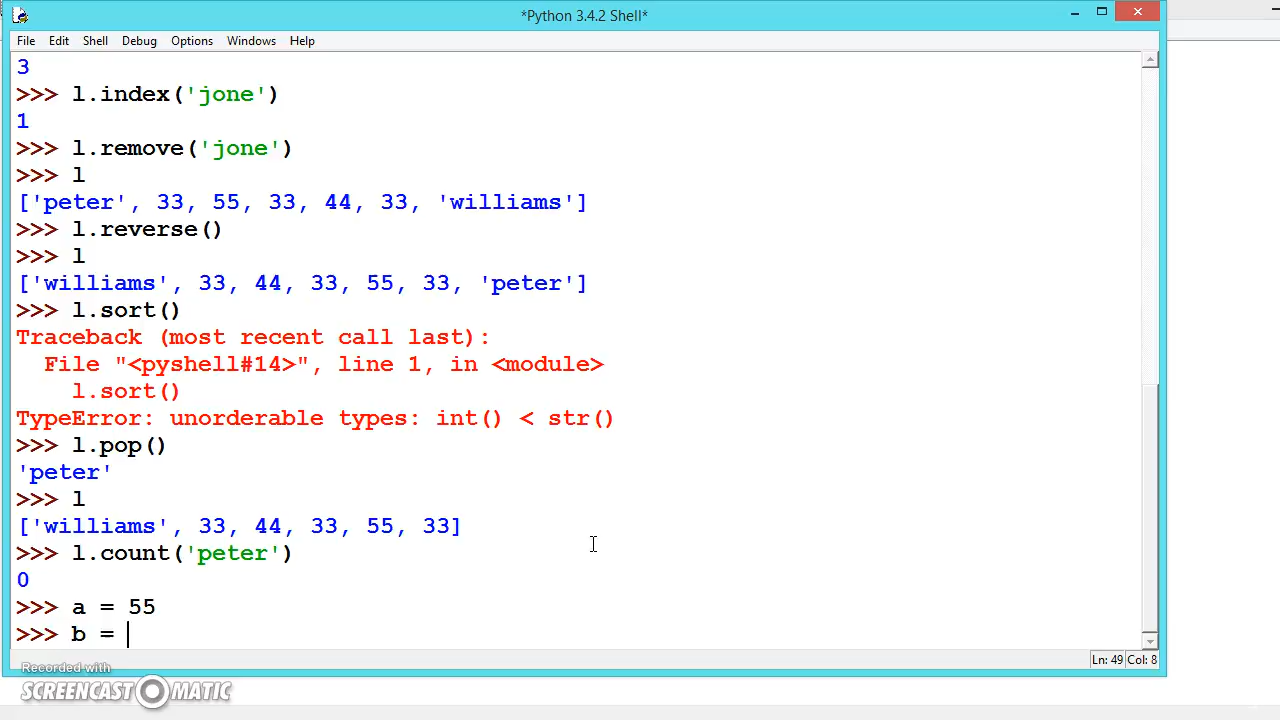 *Python 3.4.2 Shell*
File Edit Shell Debug Options Windows Help
3
>>> l.index('jone')
1
>>> l.remove('jone')
>>> l
['peter', 33, 55, 33, 44, 33, 'williams']
>>> l.reverse()
>>> l
['williams', 33, 44, 33, 55, 33, 'peter']
>>> l.sort()
Traceback (most recent call last):
  File "<pyshell#14>", line 1, in <module>
    l.sort()
TypeError: unorderable types: int() < str()
>>> l.pop()
'peter'
>>> l
['williams', 33, 44, 33, 55, 33]
>>> l.count('peter')
0
>>> a = 55
>>> b =
Ln: 49 Col: 8
Recorded with
SCREENCAST MATIC